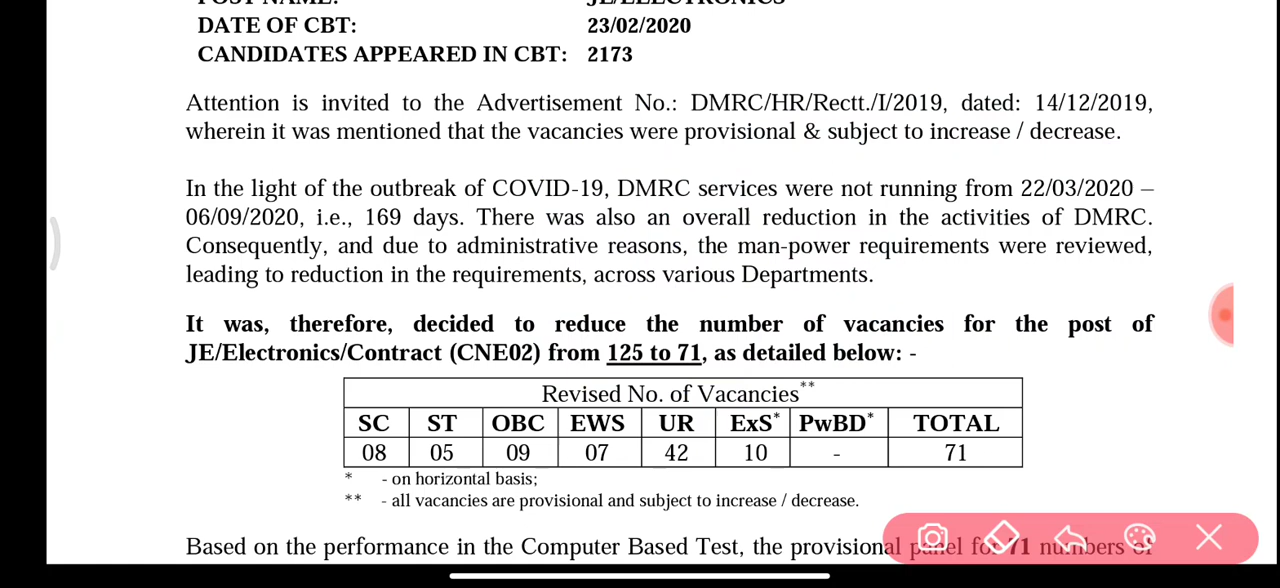 DATE OF CBT: 23/02/2020
CANDIDATES APPEARED IN CBT: 2173
Attention is invited to the Advertisement No.: DMRC/HR/Rectt./I/2019, dated: 14/12/2019,
wherein it was mentioned that the vacancies were provisional & subject to increase / decrease.
In the light of the outbreak of COVID-19, DMRC services were not running from 22/03/2020 –
06/09/2020, i.e., 169 days. There was also an overall reduction in the activities of DMRC.
Consequently, and due to administrative reasons, the man-power requirements were reviewed,
leading to reduction in the requirements, across various Departments.
It was, therefore, decided to reduce the number of vacancies for the post of
JE/Electronics/Contract (CNE02) from 125 to 71, as detailed below: -
Revised No. of Vacancies**
SC ST OBC EWS UR ExS* PwBD* TOTAL
08 05 09 07 42 10 - 71
* - on horizontal basis;
** - all vacancies are provisional and subject to increase / decrease.
Based on the performance in the Computer Based Test, the provisional panel for 71 numbers of